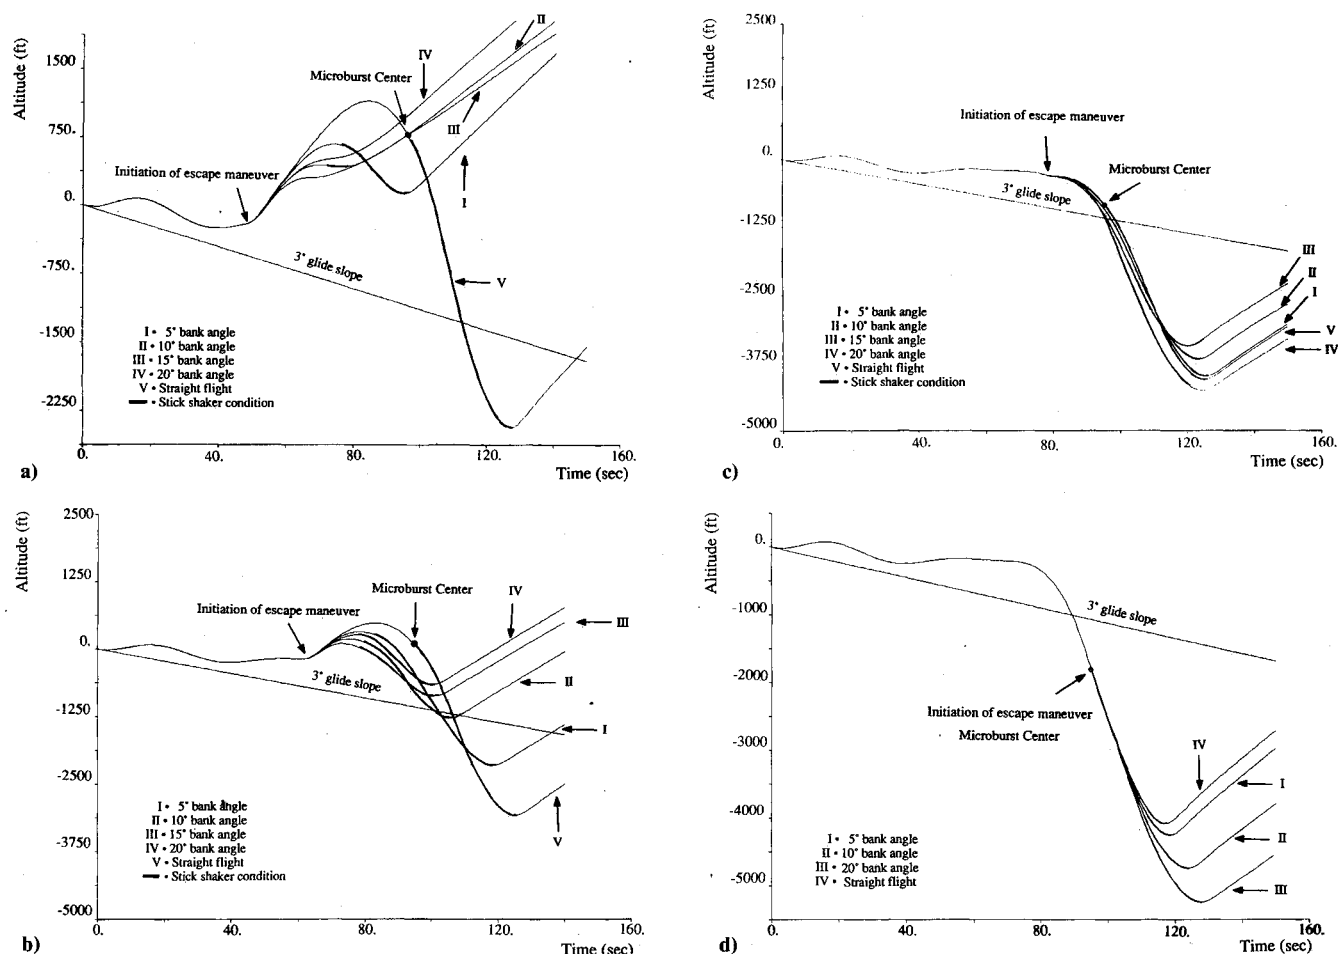 Altitude (ft)
1500
750.
0.
-750.
-1500
-2250
II
IV
Microburst Center
III
Initiation of escape maneuver
I
3° glide slope
V
I • 5° bank angle
II • 10° bank angle
III • 15° bank angle
IV • 20° bank angle
V • Straight flight
• Stick shaker condition
0.
40.
80.
120.
160.
Time (sec)
a)
Altitude (ft)
2500
1250
0.
-1250
-2500
-3750
-5000
Initiation of escape maneuver
Microburst Center
3° glide slope
III
II
I
V
IV
I • 5° bank angle
II • 10° bank angle
III • 15° bank angle
IV • 20° bank angle
V • Straight flight
• Stick shaker condition
0.
40.
80.
120.
160.
Time (sec)
c)
Altitude (ft)
2500
1250
0.
-1250
-2500
-3750
-5000
Microburst Center
IV
Initiation of escape maneuver
III
3° glide slope
II
I
V
I • 5° bank angle
II • 10° bank angle
III • 15° bank angle
IV • 20° bank angle
V • Straight flight
• Stick shaker condition
0.
40.
80.
120.
160.
Time (sec)
b)
Altitude (ft)
0.
-1000
-2000
-3000
-4000
-5000
3° glide slope
Initiation of escape maneuver
Microburst Center
IV
I
II
III
I • 5° bank angle
II • 10° bank angle
III • 20° bank angle
IV • Straight flight
0.
40.
80.
120.
160.
Time (sec)
d)